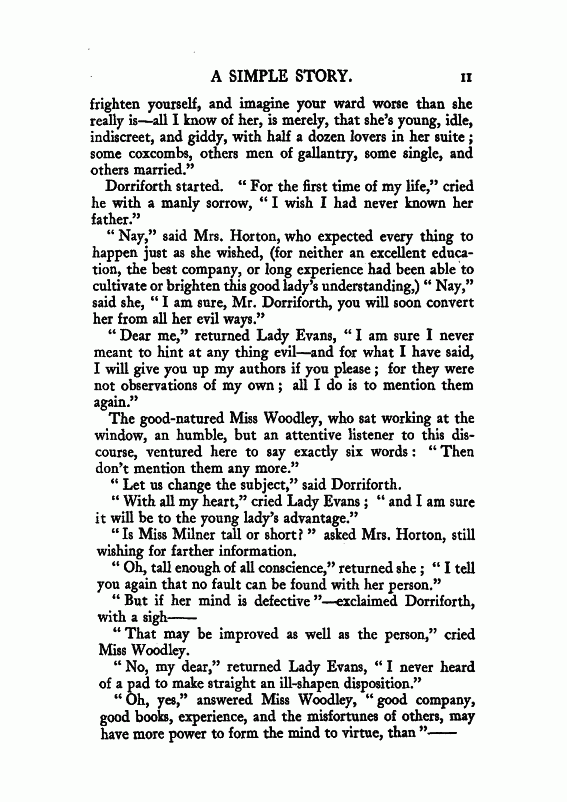 A SIMPLE STORY. 11
frighten yourself, and imagine your ward worse than she
really is—all I know of her, is merely, that she's young, idle,
indiscreet, and giddy, with half a dozen lovers in her suite ;
some coxcombs, others men of gallantry, some single, and
others married."
Dorriforth started. " For the first time of my life," cried
he with a manly sorrow, " I wish I had never known her
father."
" Nay," said Mrs. Horton, who expected every thing to
happen just as she wished, (for neither an excellent educa-
tion, the best company, or long experience had been able to
cultivate or brighten this good lady's understanding,) " Nay,"
said she, " I am sure, Mr. Dorriforth, you will soon convert
her from all her evil ways."
" Dear me," returned Lady Evans, " I am sure I never
meant to hint at any thing evil—and for what I have said,
I will give you up my authors if you please ; for they were
not observations of my own ; all I do is to mention them
again."
The good-natured Miss Woodley, who sat working at the
window, an humble, but an attentive listener to this dis-
course, ventured here to say exactly six words : " Then
don't mention them any more."
" Let us change the subject," said Dorriforth.
" With all my heart," cried Lady Evans ; " and I am sure
it will be to the young lady's advantage."
" Is Miss Milner tall or short? " asked Mrs. Horton, still
wishing for farther information.
" Oh, tall enough of all conscience," returned she ; " I tell
you again that no fault can be found with her person."
" But if her mind is defective "—exclaimed Dorriforth,
with a sigh——
" That may be improved as well as the person," cried
Miss Woodley.
" No, my dear," returned Lady Evans, " I never heard
of a pad to make straight an ill-shapen disposition."
" Oh, yes," answered Miss Woodley, " good company,
good books, experience, and the misfortunes of others, may
have more power to form the mind to virtue, than "——